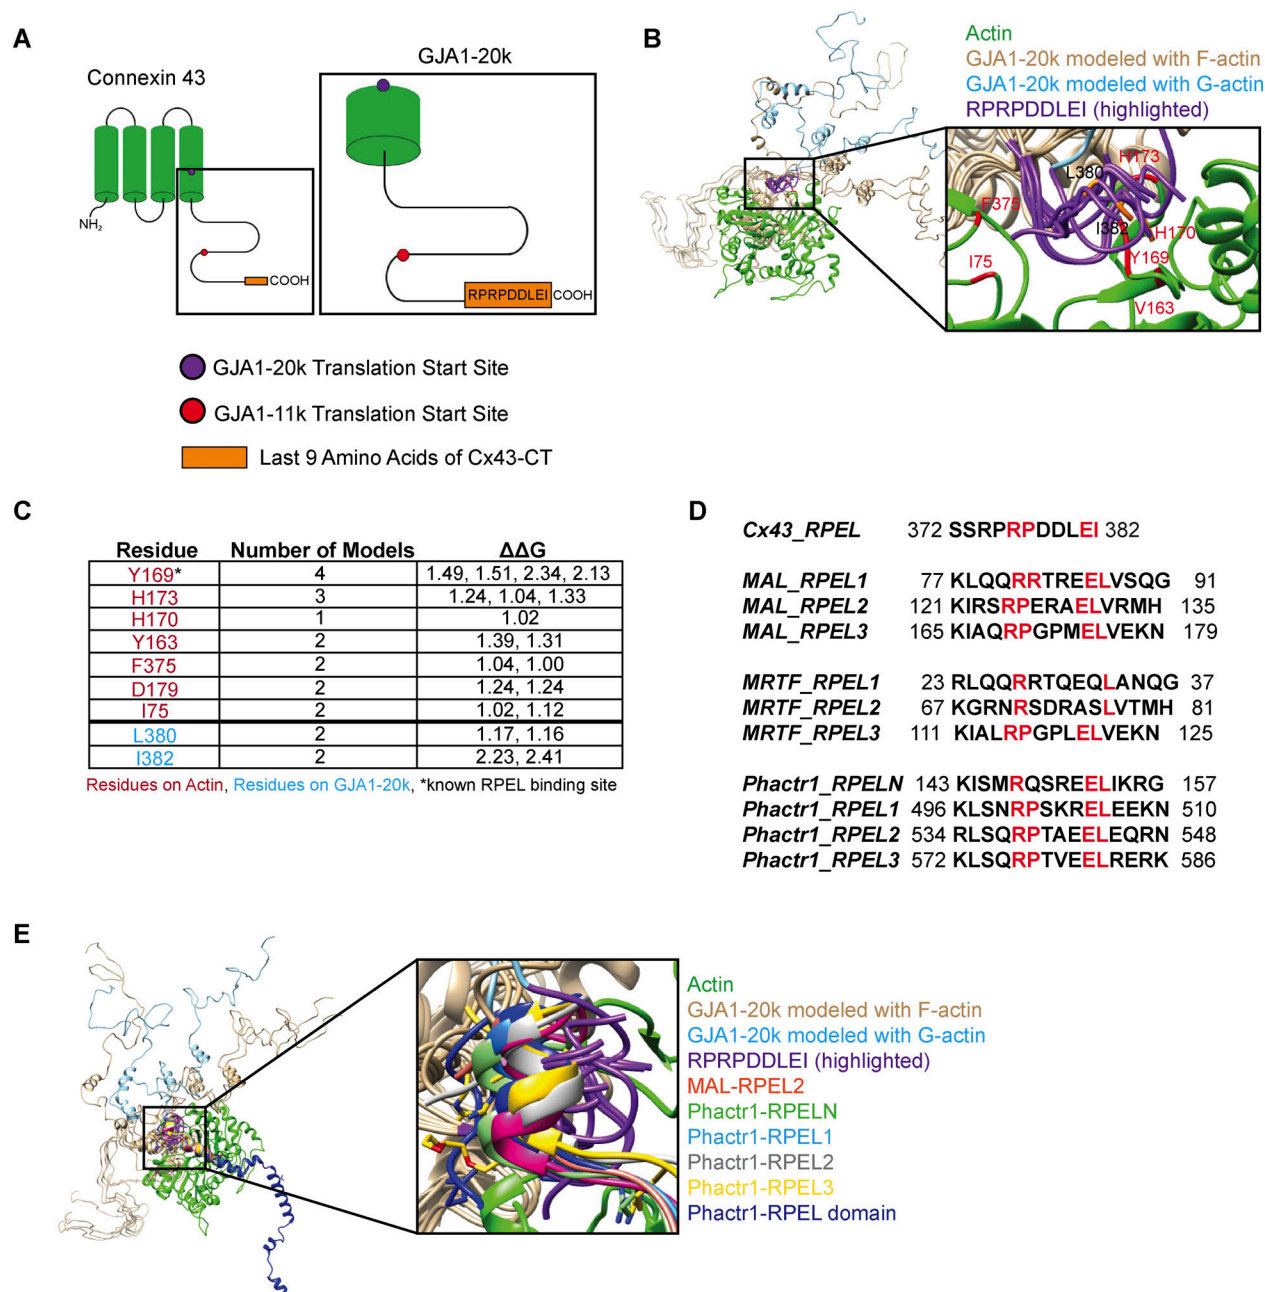 A
Connexin 43
NH2
COOH
GJA1-20k
RPRPDDLEI COOH
GJA1-20k Translation Start Site
GJA1-11k Translation Start Site
Last 9 Amino Acids of Cx43-CT
B
Actin
GJA1-20k modeled with F-actin
GJA1-20k modeled with G-actin
RPRPDDLEI (highlighted)
H173
L380
F375
I382
H170
Y169
I75
V163
C
Residue Number of Models ΔΔG
Y169* 4 1.49, 1.51, 2.34, 2.13
H173 3 1.24, 1.04, 1.33
H170 1 1.02
Y163 2 1.39, 1.31
F375 2 1.04, 1.00
D179 2 1.24, 1.24
I75 2 1.02, 1.12
L380 2 1.17, 1.16
I382 2 2.23, 2.41
Residues on Actin, Residues on GJA1-20k, *known RPEL binding site
D
Cx43_RPEL 372 SSRPRPDDLEI 382
MAL_RPEL1 77 KLQQRRTREELVSQG 91
MAL_RPEL2 121 KIRSRPERAELVRMH 135
MAL_RPEL3 165 KIAQRPGPMELVEKN 179
MRTF_RPEL1 23 RLQQRRTQEQLANQG 37
MRTF_RPEL2 67 KGRNRSDRASLVTMH 81
MRTF_RPEL3 111 KIALRPGPLELVEKN 125
Phactr1_RPELN 143 KISMRQSREELIKRG 157
Phactr1_RPEL1 496 KLSNRPSKRELEEKN 510
Phactr1_RPEL2 534 RLSQRPTAEELEQRN 548
Phactr1_RPEL3 572 KLSQRPTVEELRERK 586
E
Actin
GJA1-20k modeled with F-actin
GJA1-20k modeled with G-actin
RPRPDDLEI (highlighted)
MAL-RPEL2
Phactr1-RPELN
Phactr1-RPEL1
Phactr1-RPEL2
Phactr1-RPEL3
Phactr1-RPEL domain